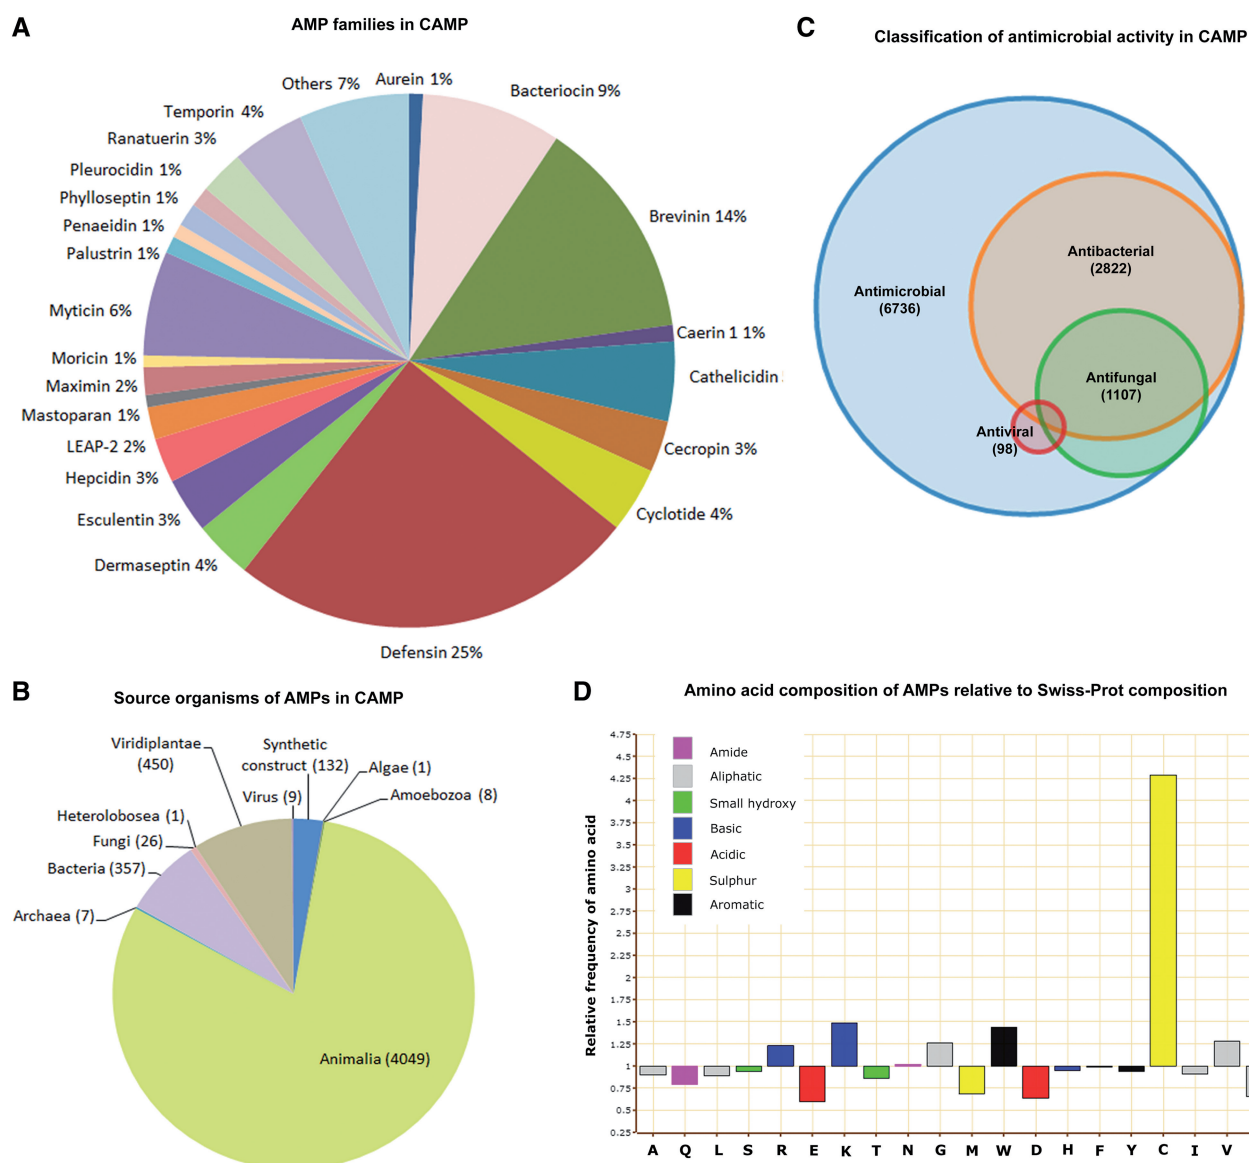 A
AMP families in CAMP
Aurein 1%
Bacteriocin 9%
Brevinin 14%
Caerin 1 1%
Cathelicidin
Cecropin 3%
Cyclotide 4%
Defensin 25%
Dermaseptin 4%
Esculentin 3%
Hepcidin 3%
LEAP-2 2%
Mastoparan 1%
Maximin 2%
Moricin 1%
Myticin 6%
Palustrin 1%
Penaeidin 1%
Phylloseptin 1%
Pleurocidin 1%
Ranatuerin 3%
Temporin 4%
Others 7%
C
Classification of antimicrobial activity in CAMP
Antimicrobial
(6736)
Antibacterial
(2822)
Antifungal
(1107)
Antiviral
(98)
B
Source organisms of AMPs in CAMP
Viridiplantae
(450)
Synthetic
construct (132)
Algae (1)
Amoebozoa (8)
Virus (9)
Heterolobosea (1)
Fungi (26)
Bacteria (357)
Archaea (7)
Animalia (4049)
D
Amino acid composition of AMPs relative to Swiss-Prot composition
Relative frequency of amino acid
4.75
4.5
4.25
4
3.75
3.5
3.25
3
2.75
2.5
2.25
2
1.75
1.5
1.25
1
0.75
0.5
0.25
Amide
Aliphatic
Small hydroxy
Basic
Acidic
Sulphur
Aromatic
A Q L S R E K T N G M W D H F Y C I V